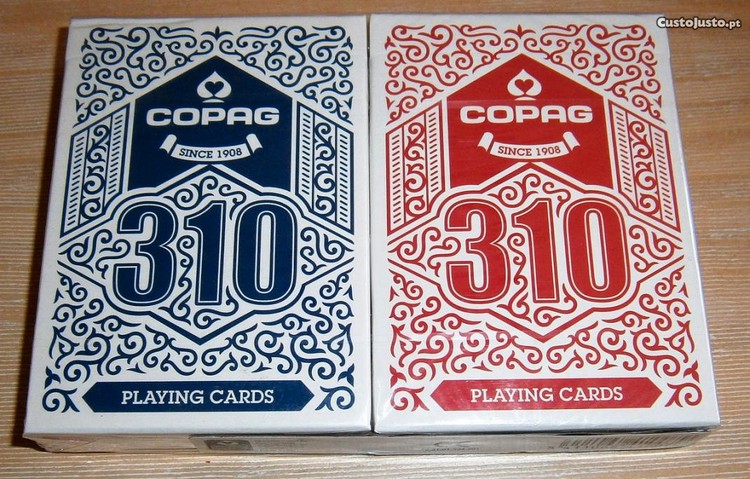 CustoJusto.pt
COPAG
SINCE 1908
310
PLAYING CARDS
COPAG
SINCE 1908
310
PLAYING CARDS